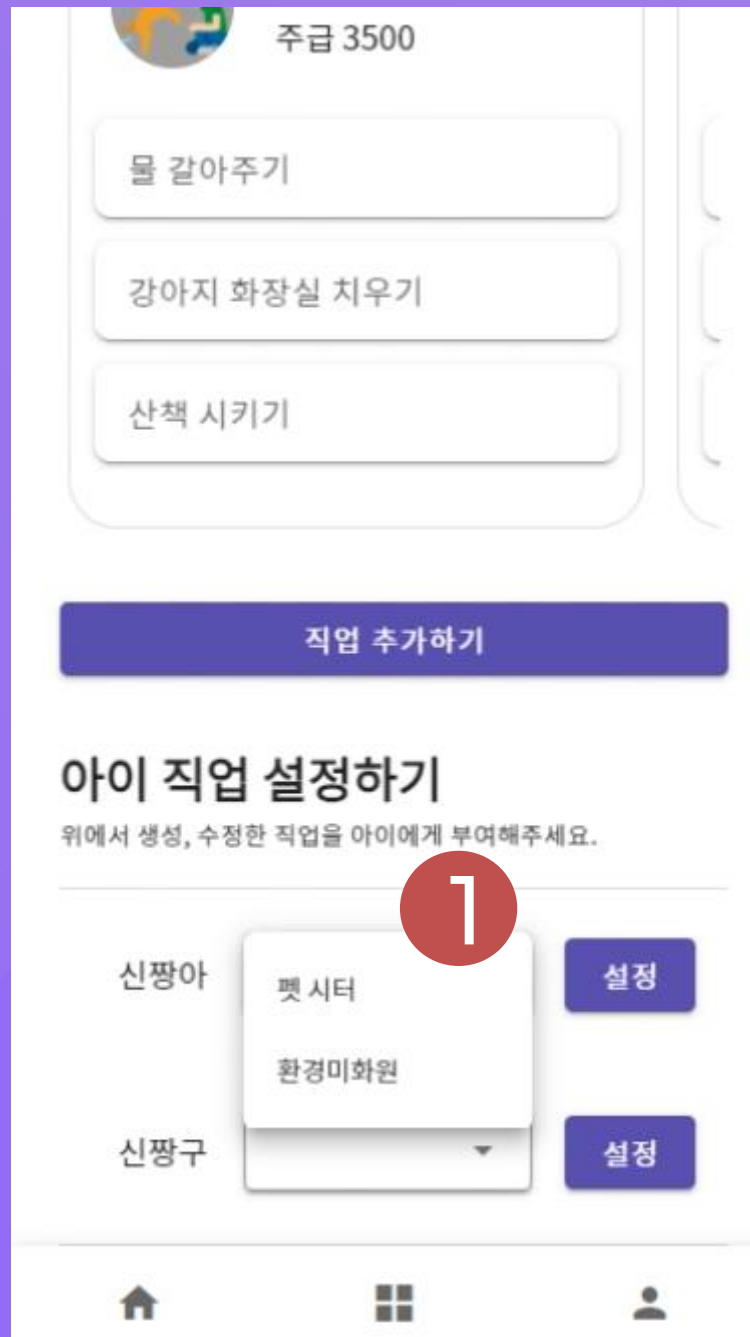 주급 3500
물 갈아주기
강아지 화장실 치우기
산책 시키기
직업 추가하기
아이 직업 설정하기
위에서 생성, 수정한 직업을 아이에게 부여해주세요.
1
신짱아
펫 시터
설정
환경미화원
신짱구
설정